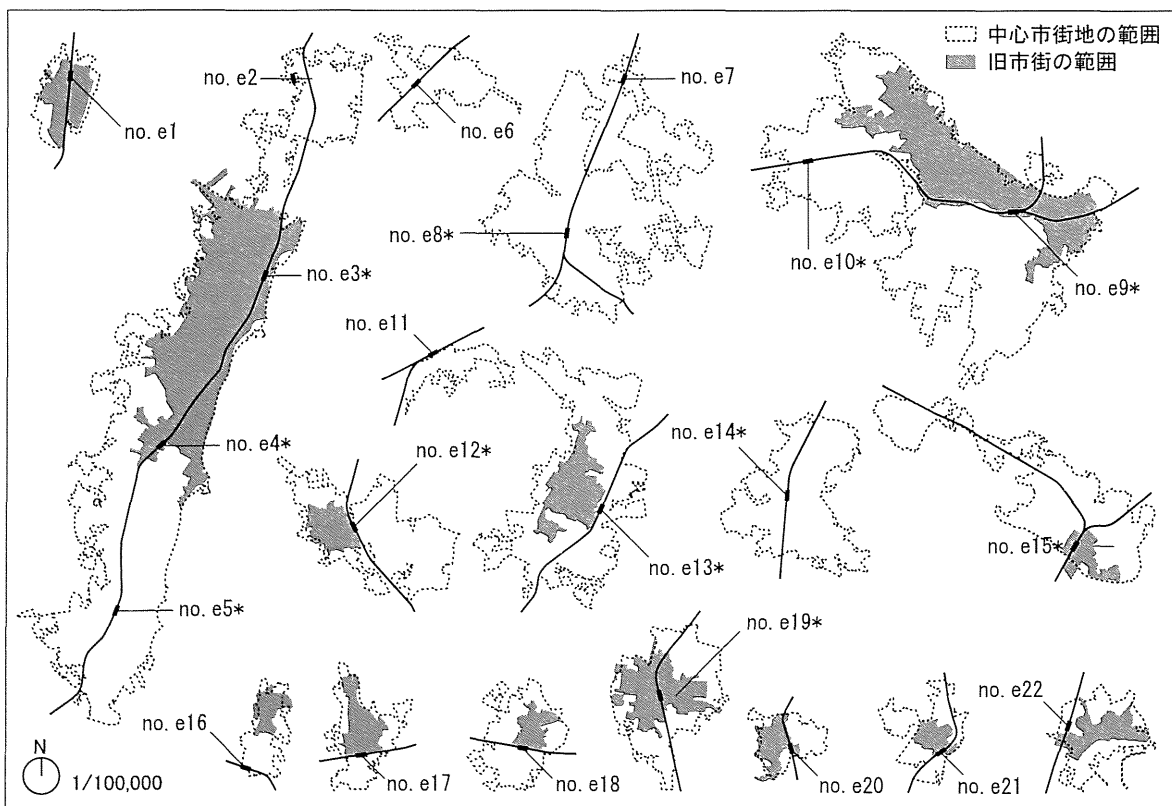 中心市街地の範囲
旧市街の範囲
no. e1
no. e2
no. e6
no. e7
no. e3*
no. e8*
no. e10*
no. e9*
no. e11
no. e4*
no. e12*
no. e14*
no. e13*
no. e15*
no. e5*
no. e19*
no. e16
no. e17
no. e18
no. e20
no. e21
no. e22
N
1/100,000